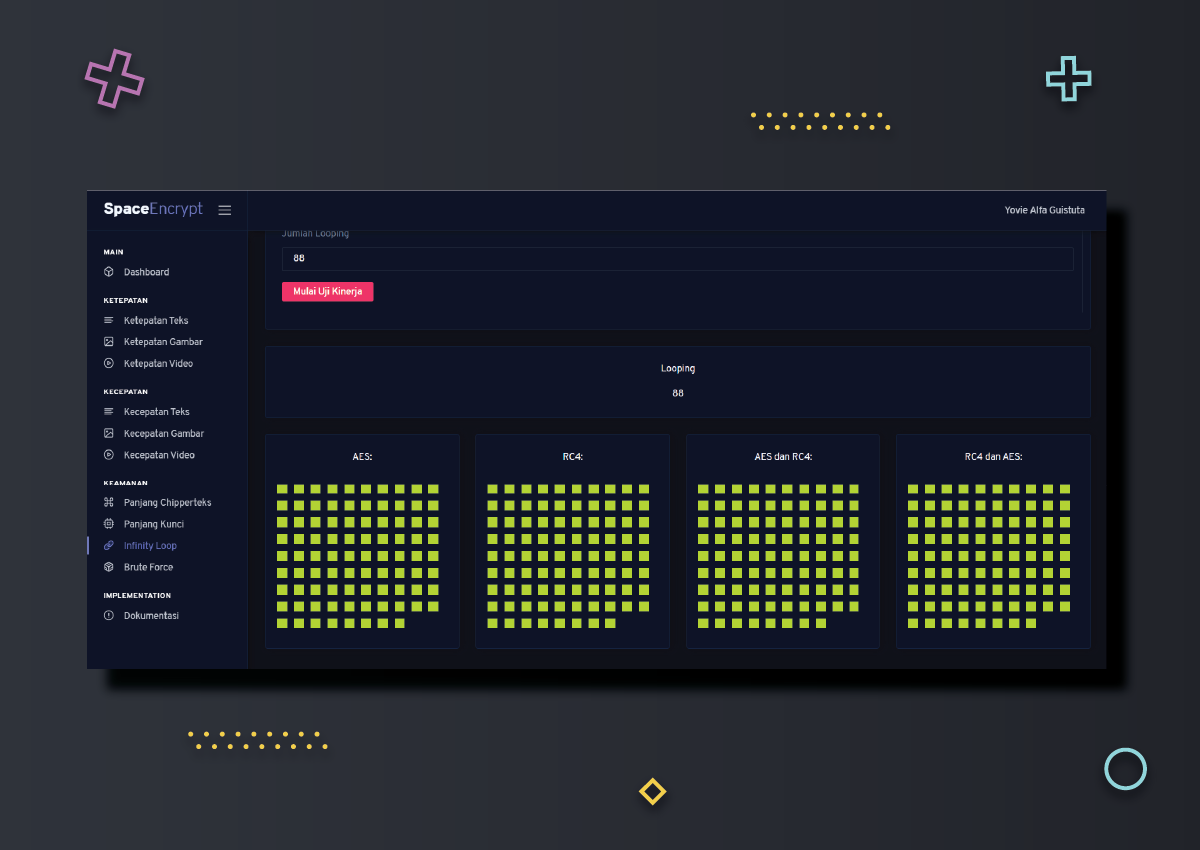 SpaceEncrypt
Yovie Alfa Guistuta
MAIN
Dashboard
KETEPATAN
Ketepatan Teks
Ketepatan Gambar
Ketepatan Video
KECEPATAN
Kecepatan Teks
Kecepatan Gambar
Kecepatan Video
KEAMANAN
Panjang Chipperteks
Panjang Kunci
Infinity Loop
Brute Force
IMPLEMENTATION
Dokumentasi
Jumlah Looping
88
Mulai Uji Kinerja
Looping
88
AES:
RC4:
AES dan RC4:
RC4 dan AES: